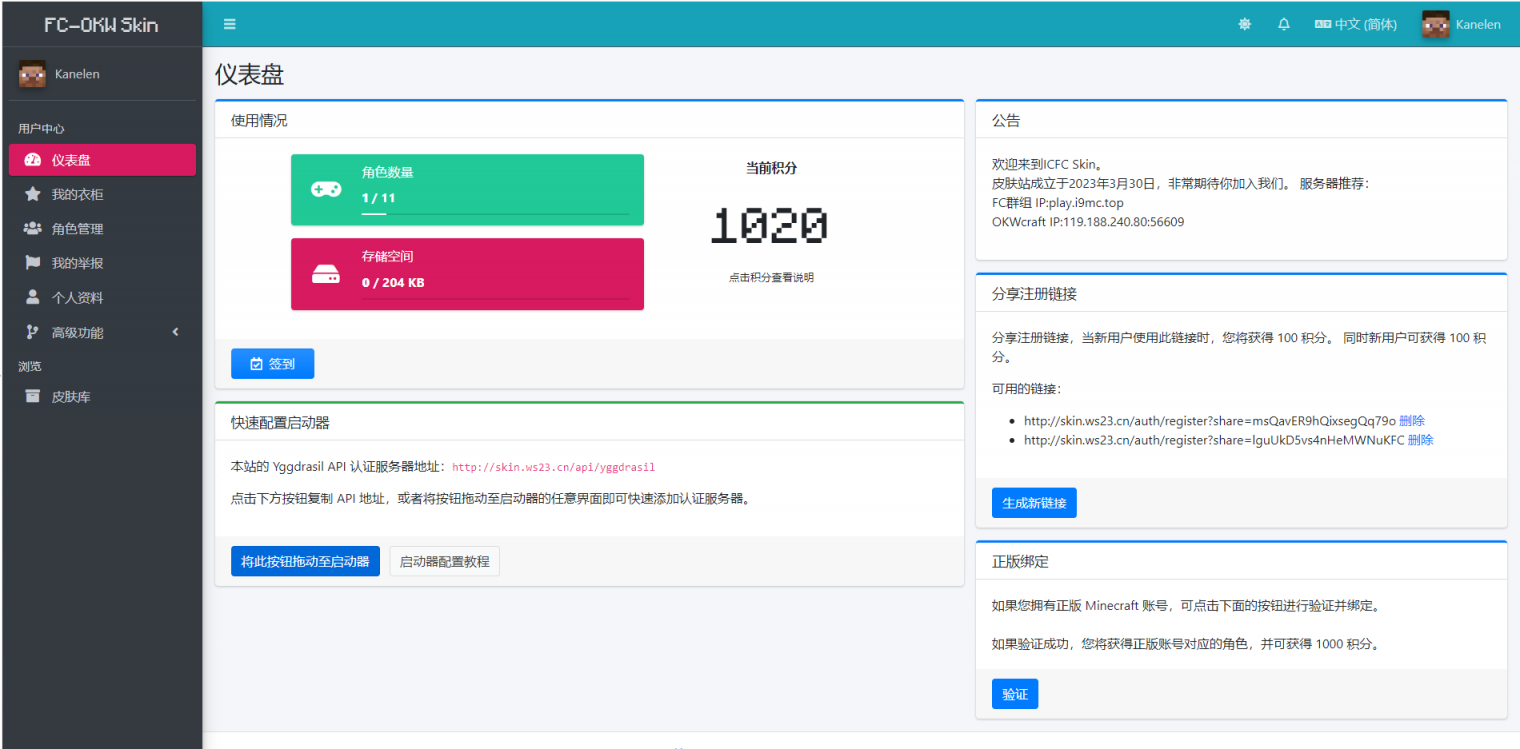 FC-OKW Skin
中文 (简体)
Kanelen
Kanelen
用户中心
仪表盘
我的衣柜
角色管理
我的举报
个人资料
高级功能
浏览
皮肤库
仪表盘
使用情况
角色数量
1 / 11
存储空间
0 / 204 KB
当前积分
1020
点击积分查看说明
签到
快速配置启动器
本站的 Yggdrasil API 认证服务器地址：http://skin.ws23.cn/api/yggdrasil
点击下方按钮复制 API 地址，或者将按钮拖动至启动器的任意界面即可快速添加认证服务器。
将此按钮拖动至启动器
启动器配置教程
公告
欢迎来到ICFC Skin。
皮肤站成立于2023年3月30日，非常期待你加入我们。 服务器推荐：
FC群组 IP:play.i9mc.top
OKWcraft IP:119.188.240.80:56609
分享注册链接
分享注册链接，当新用户使用此链接时，您将获得 100 积分。 同时新用户可获得 100 积
分。
可用的链接：
http://skin.ws23.cn/auth/register?share=msQavER9hQixsegQq79o 删除
http://skin.ws23.cn/auth/register?share=lguUkD5vs4nHeMWNuKFC 删除
生成新链接
正版绑定
如果您拥有正版 Minecraft 账号，可点击下面的按钮进行验证并绑定。
如果验证成功，您将获得正版账号对应的角色，并可获得 1000 积分。
验证